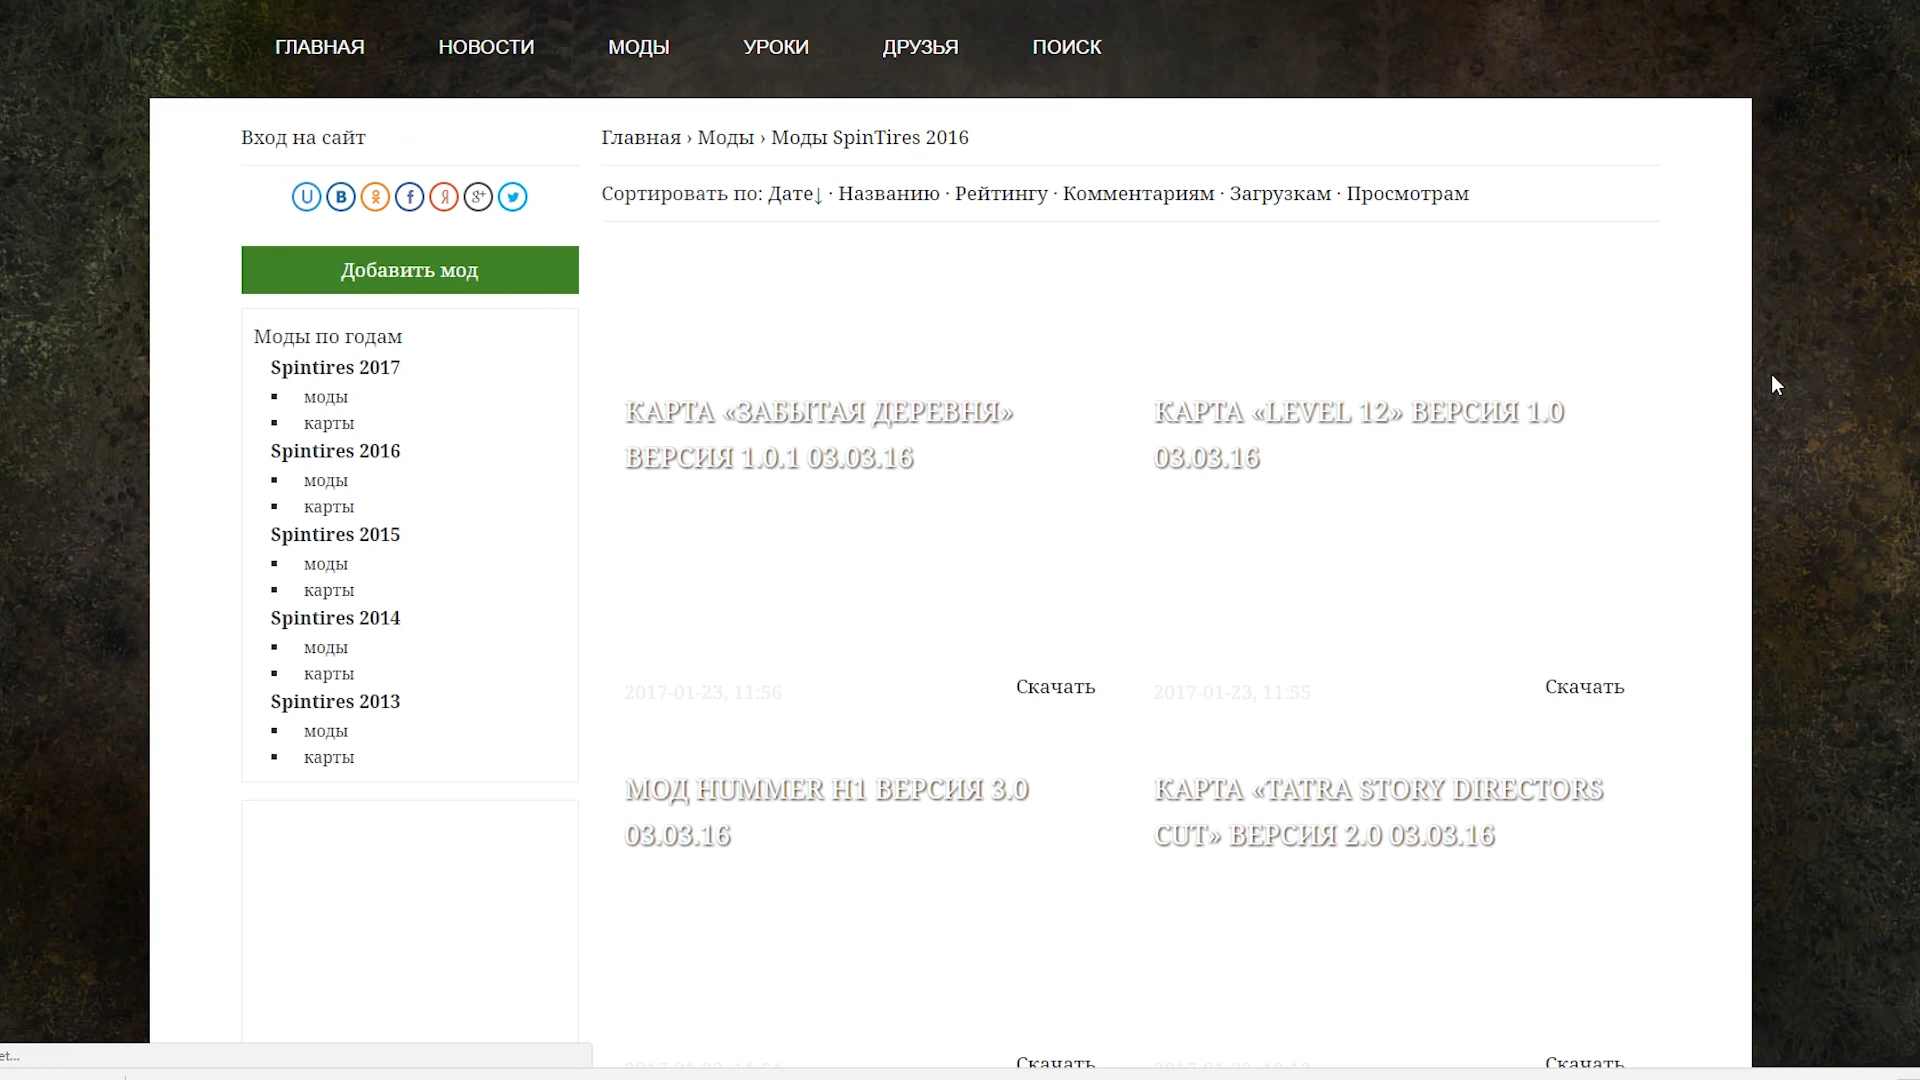 ГЛАВНАЯ НОВОСТИ МОДЫ УРОКИ ДРУЗЬЯ ПОИСК
Вход на сайт
Добавить мод
Моды по годам
Spintires 2017
моды
карты
Spintires 2016
моды
карты
Spintires 2015
моды
карты
Spintires 2014
моды
карты
Spintires 2013
моды
карты
Главная › Моды › Моды SpinTires 2016
Сортировать по: Дате↓ · Названию · Рейтингу · Комментариям · Загрузкам · Просмотрам
КАРТА «ЗАБЫТАЯ ДЕРЕВНЯ»
ВЕРСИЯ 1.0.1 03.03.16
2017-01-23, 11:56 Скачать
КАРТА «LEVEL 12» ВЕРСИЯ 1.0
03.03.16
2017-01-23, 11:55 Скачать
МОД HUMMER H1 ВЕРСИЯ 3.0
03.03.16
Скачать
КАРТА «TATRA STORY DIRECTORS
CUT» ВЕРСИЯ 2.0 03.03.16
Скачать